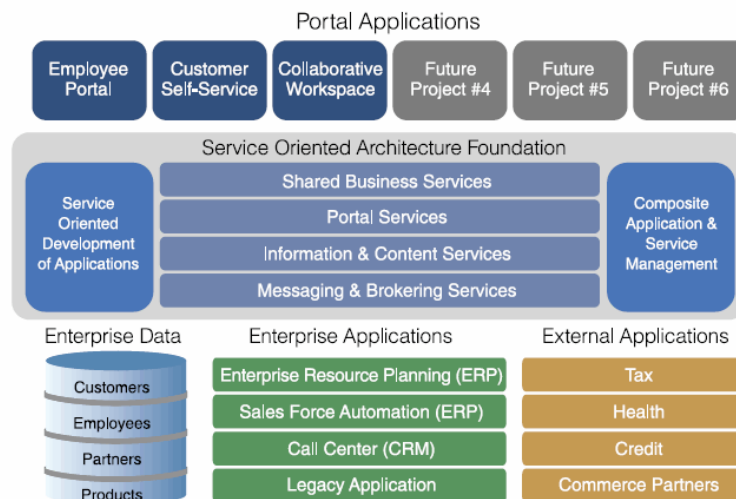 Portal Applications
Employee
Portal
Customer
Self-Service
Collaborative
Workspace
Future
Project #4
Future
Project #5
Future
Project #6
Service Oriented Architecture Foundation
Service
Oriented
Development
of Applications
Shared Business Services
Portal Services
Information & Content Services
Messaging & Brokering Services
Composite
Application &
Service
Management
Enterprise Data
Customers
Employees
Partners
Products
Enterprise Applications
Enterprise Resource Planning (ERP)
Sales Force Automation (ERP)
Call Center (CRM)
Legacy Application
External Applications
Tax
Health
Credit
Commerce Partners